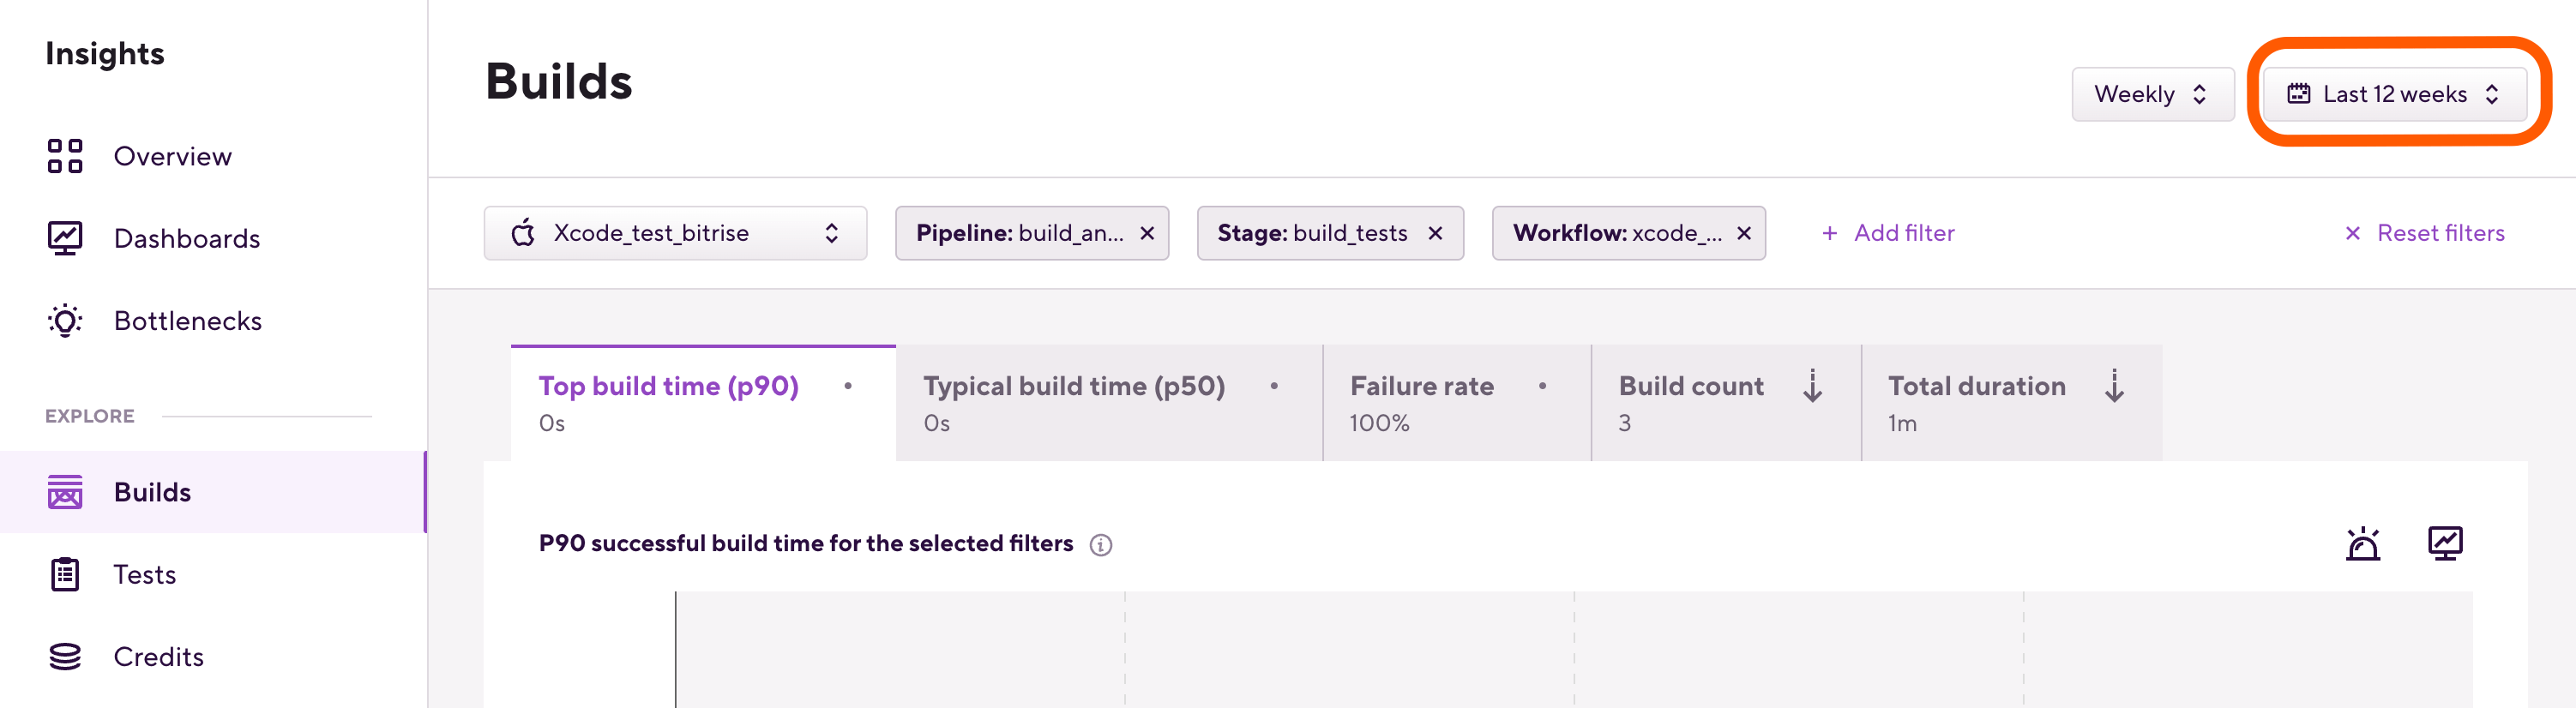 Insights
Overview
Dashboards
Bottlenecks
EXPLORE
Builds
Tests
Credits
Builds
Weekly
Last 12 weeks
Xcode_test_bitrise
Pipeline: build_an...
Stage: build_tests
Workflow: xcode_...
+ Add filter
Reset filters
Top build time (p90)
0s
Typical build time (p50)
0s
Failure rate
100%
Build count
3
Total duration
1m
P90 successful build time for the selected filters